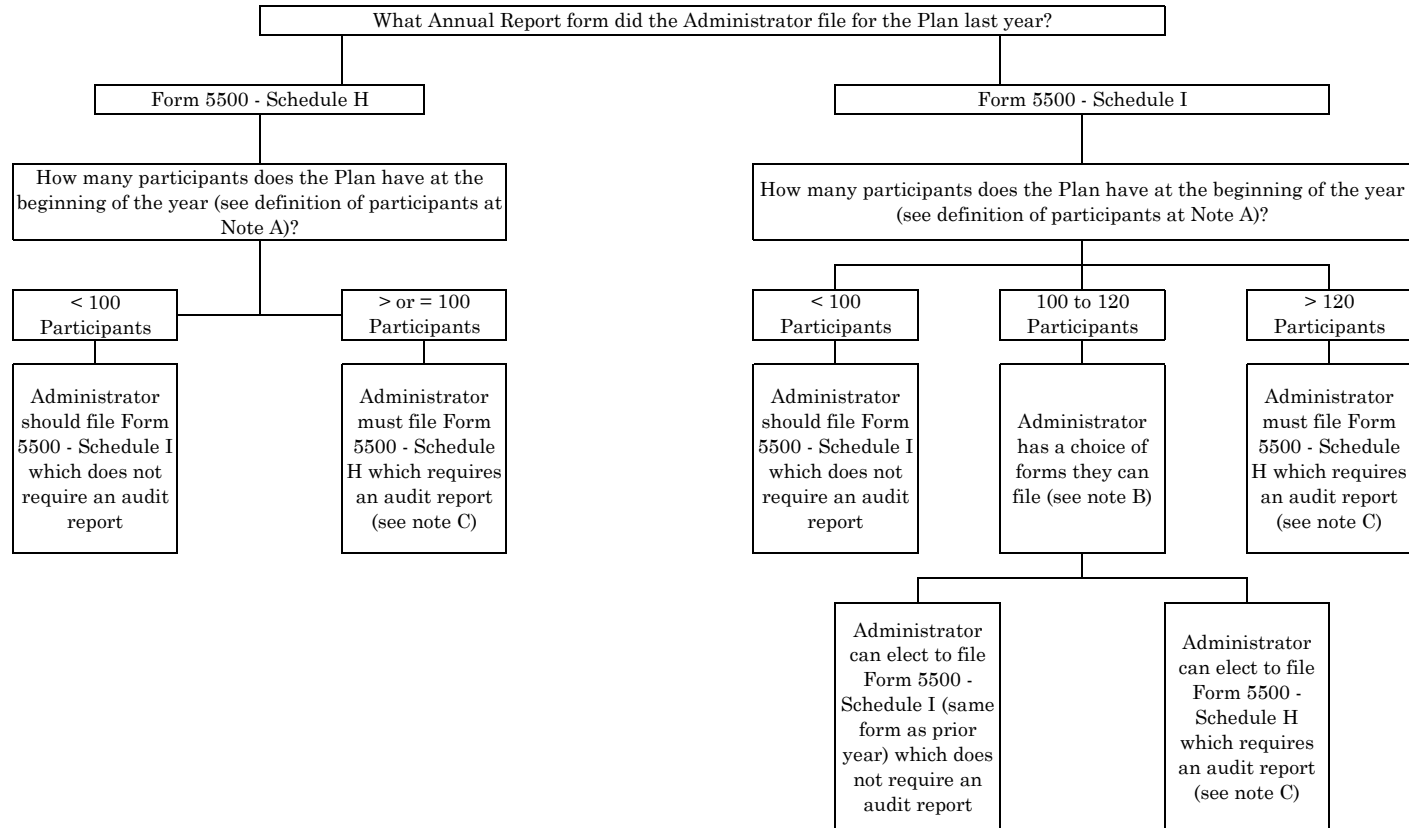 What Annual Report form did the Administrator file for the Plan last year?
Form 5500 - Schedule H
Form 5500 - Schedule I
How many participants does the Plan have at the
beginning of the year (see definition of participants at
Note A)?
How many participants does the Plan have at the beginning of the year
(see definition of participants at Note A)?
< 100
Participants
> or = 100
Participants
< 100
Participants
100 to 120
Participants
> 120
Participants
Administrator
should file Form
5500 - Schedule I
which does not
require an audit
report
Administrator
must file Form
5500 - Schedule
H which requires
an audit report
(see note C)
Administrator
should file Form
5500 - Schedule I
which does not
require an audit
report
Administrator
has a choice of
forms they can
file (see note B)
Administrator
must file Form
5500 - Schedule
H which requires
an audit report
(see note C)
Administrator
can elect to file
Form 5500 -
Schedule I (same
form as prior
year) which does
not require an
audit report
Administrator
can elect to file
Form 5500 -
Schedule H
which requires
an audit report
(see note C)